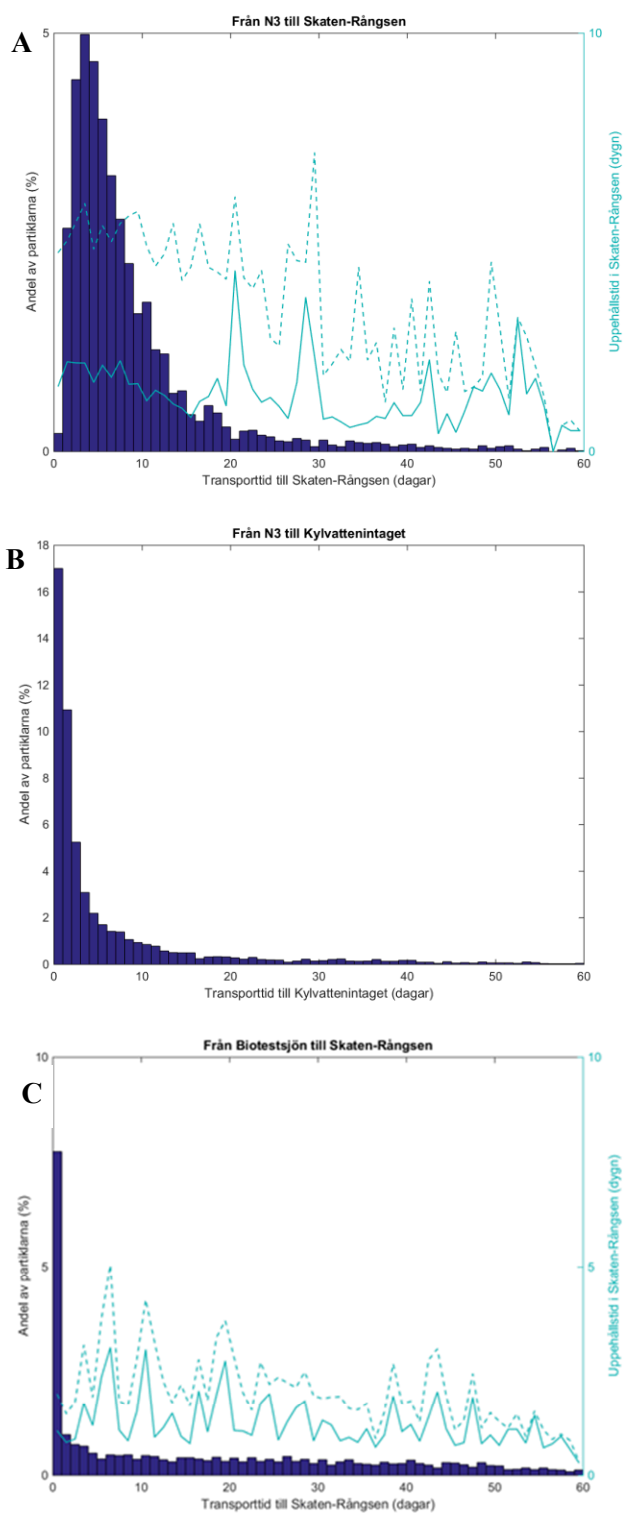 A
Från N3 till Skaten-Rångsen
5
10
Andel av partiklarna (%)
Uppehållstid i Skaten-Rångsen (dygn)
0
0
0 10 20 30 40 50 60
Transporttid till Skaten-Rångsen (dagar)
B
Från N3 till Kylvattenintaget
18
16
14
12
10
8
6
4
2
0
Andel av partiklarna (%)
0 10 20 30 40 50 60
Transporttid till Kylvattenintaget (dagar)
C
Från Biotestsjön till Skaten-Rångsen
10
10
Andel av partiklarna (%)
Uppehållstid i Skaten-Rångsen (dygn)
5
5
0
0
0 10 20 30 40 50 60
Transporttid till Skaten-Rångsen (dagar)